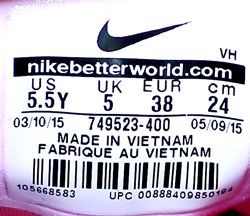 VH
nikebetterworld.com
US UK EUR cm
5.5Y 5 38 24
03/10/15 749523-400 05/09/15
MADE IN VIETNAM
FABRIQUE AU VIETNAM
105668583
UPC 00888409850194